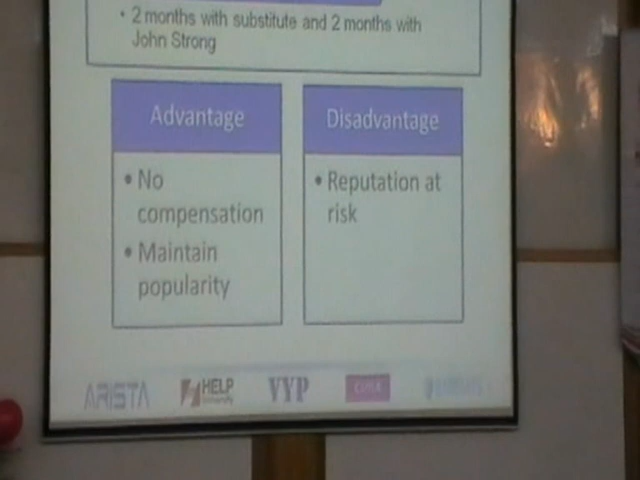 • 2 months with substitute and 2 months with
John Strong
Advantage
• No
compensation
• Maintain
popularity
Disadvantage
• Reputation at
risk
ARISTA
HELP
University
VYP